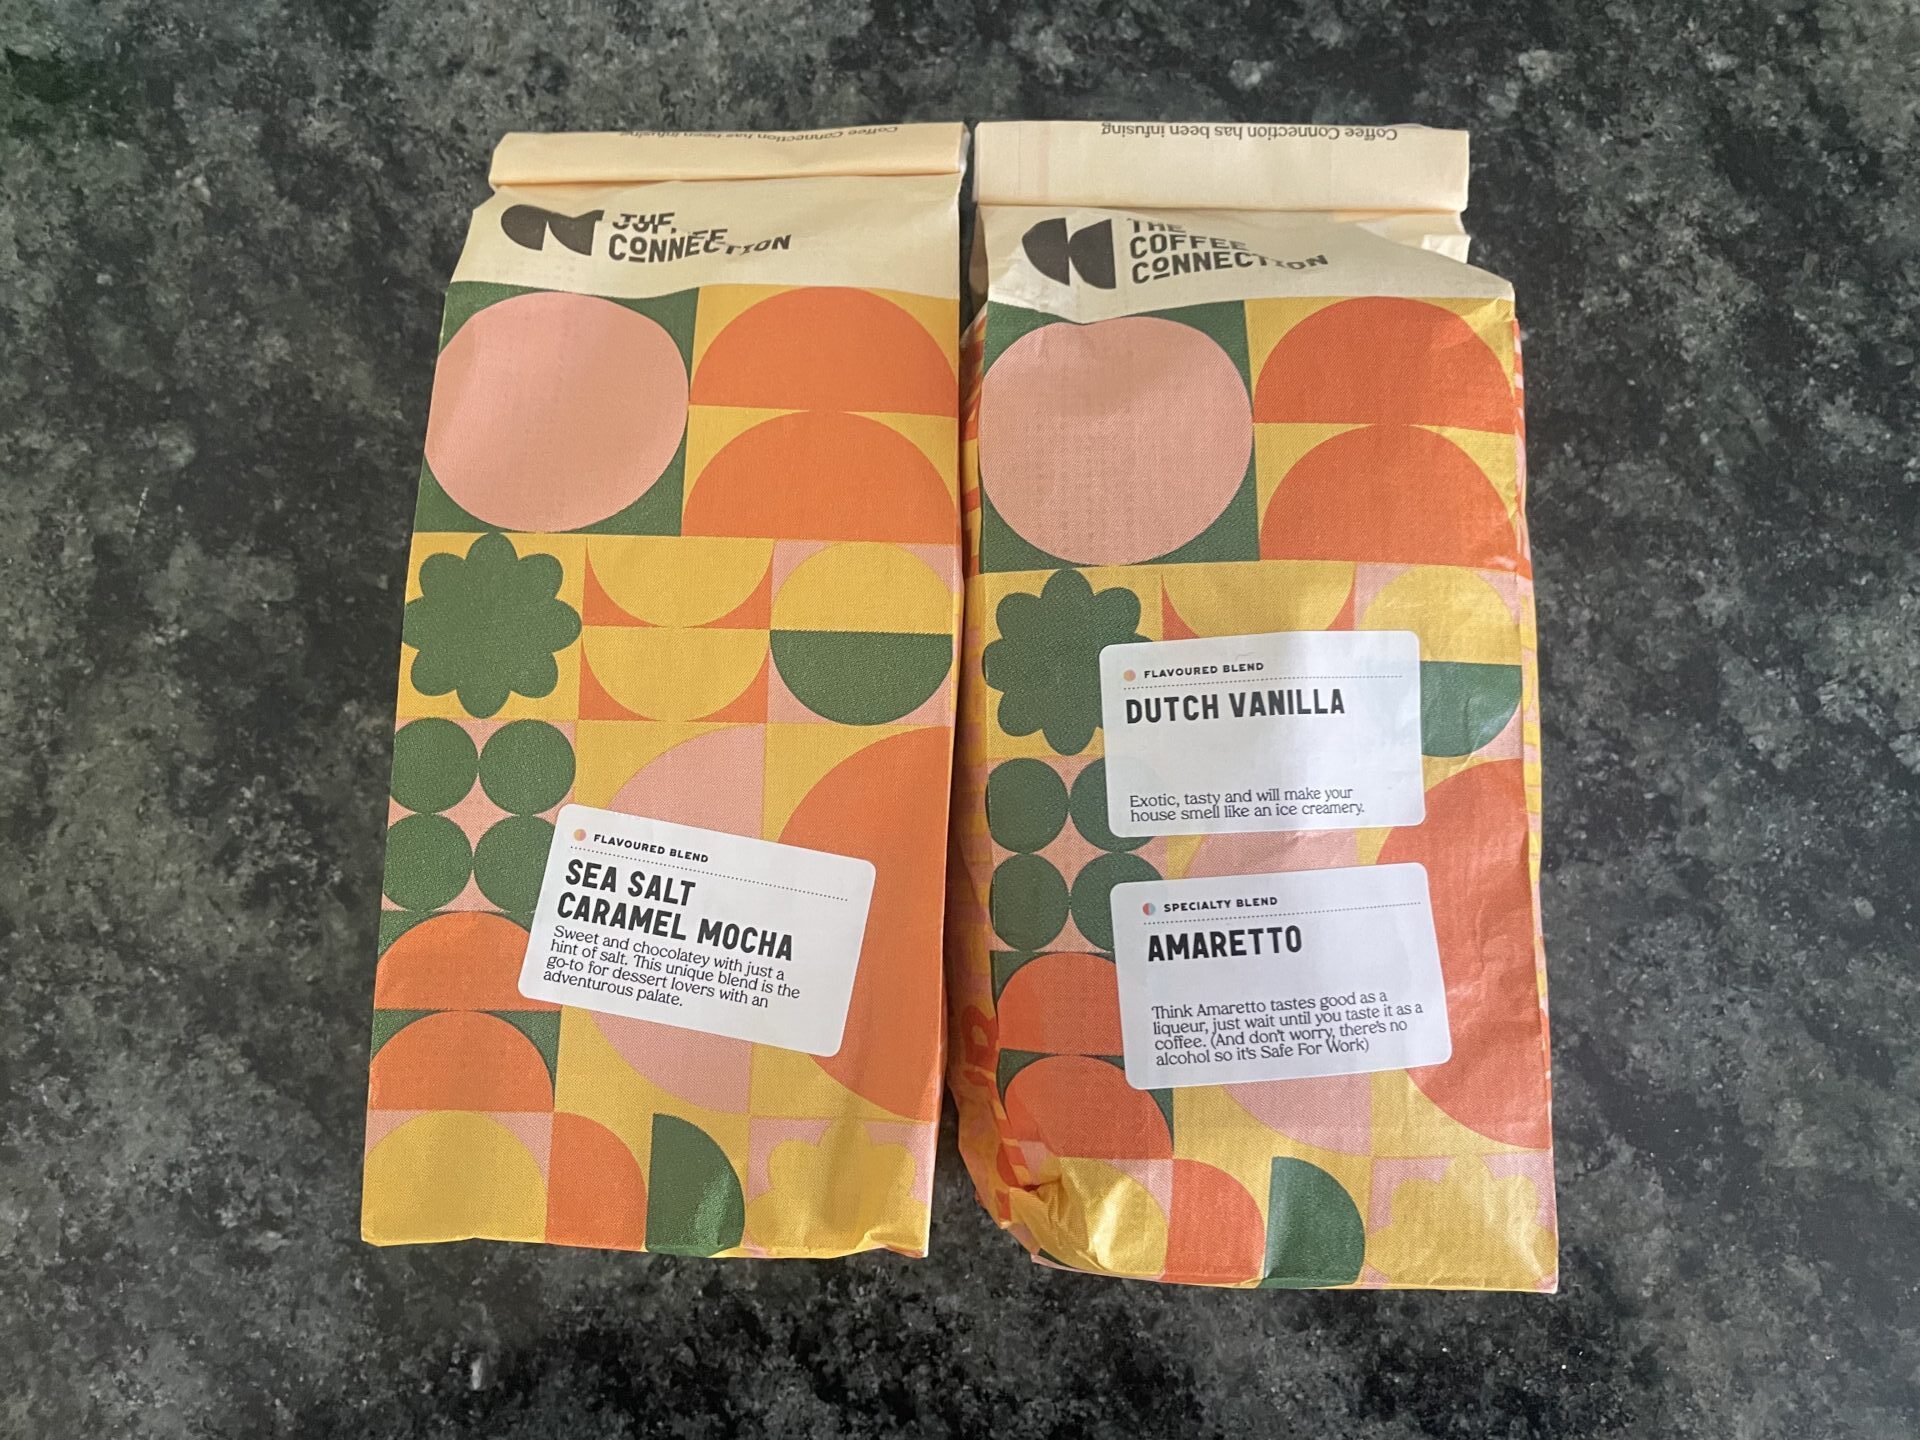 Coffee Connection has been infusing
THE
COFFEE
CONNECTION
FLAVOURED BLEND
SEA SALT
CARAMEL MOCHA
Sweet and chocolatey with just a
hint of salt. This unique blend is the
go-to for dessert lovers with an
adventurous palate.
Coffee Connection has been infusing
THE
COFFEE
CONNECTION
FLAVOURED BLEND
DUTCH VANILLA
Exotic, tasty and will make your
house smell like an ice creamery.
SPECIALTY BLEND
AMARETTO
Think Amaretto tastes good as a
liqueur, just wait until you taste it as a
coffee. (And don't worry, there's no
alcohol so it's Safe For Work)